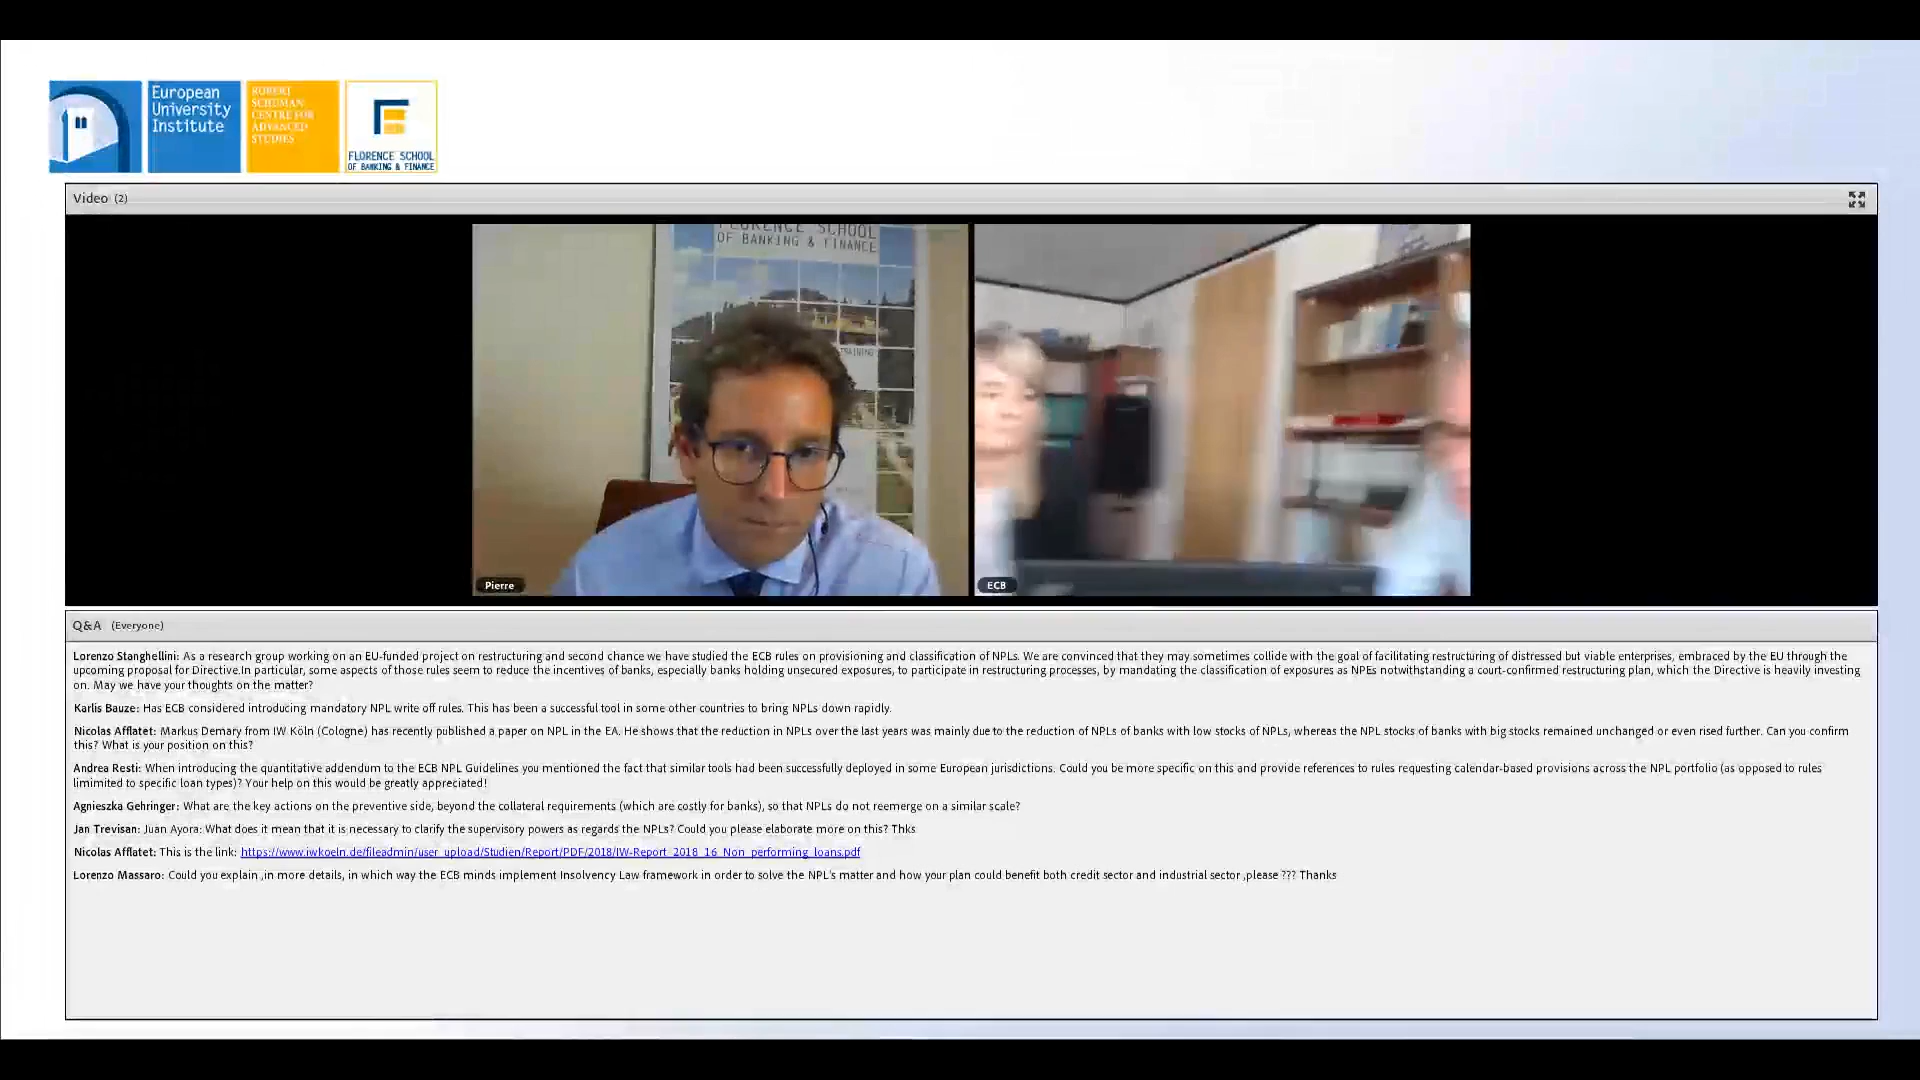 European
University
Institute
ROBERT
SCHUMAN
CENTRE FOR
ADVANCED
STUDIES
FLORENCE SCHOOL
OF BANKING & FINANCE
Video (2)
FLORENCE SCHOOL
OF BANKING & FINANCE
TRAINING
Pierre
ECB
Q&A (Everyone)
Lorenzo Stanghellini: As a research group working on an EU-funded project on restructuring and second chance we have studied the ECB rules on provisioning and classification of NPLs. We are convinced that they may sometimes collide with the goal of facilitating restructuring of distressed but viable enterprises, embraced by the EU through the
upcoming proposal for Directive.In particular, some aspects of those rules seem to reduce the incentives of banks, especially banks holding unsecured exposures, to participate in restructuring processes, by mandating the classification of exposures as NPEs notwithstanding a court-confirmed restructuring plan, which the Directive is heavily investing
on. May we have your thoughts on the matter?
Karlis Bauze: Has ECB considered introducing mandatory NPL write off rules. This has been a successful tool in some other countries to bring NPLs down rapidly.
Nicolas Afflatet: Markus Demary from IW Köln (Cologne) has recently published a paper on NPL in the EA. He shows that the reduction in NPLs over the last years was mainly due to the reduction of NPLs of banks with low stocks of NPLs, whereas the NPL stocks of banks with big stocks remained unchanged or even rised further. Can you confirm
this? What is your position on this?
Andrea Resti: When introducing the quantitative addendum to the ECB NPL Guidelines you mentioned the fact that similar tools had been successfully deployed in some European jurisdictions. Could you be more specific on this and provide references to rules requesting calendar-based provisions across the NPL portfolio (as opposed to rules
limimited to specific loan types)? Your help on this would be greatly appreciated!
Agnieszka Gehringer: What are the key actions on the preventive side, beyond the collateral requirements (which are costly for banks), so that NPLs do not reemerge on a similar scale?
Jan Trevisan: Juan Ayora: What does it mean that it is necessary to clarify the supervisory powers as regards the NPLs? Could you please elaborate more on this? Thks
Nicolas Afflatet: This is the link: https://www.iwkoeln.de/fileadmin/user_upload/Studien/Report/PDF/2018/IW-Report_2018_16_Non_performing_loans.pdf
Lorenzo Massaro: Could you explain ,in more details, in which way the ECB minds implement Insolvency Law framework in order to solve the NPL's matter and how your plan could benefit both credit sector and industrial sector ,please ??? Thanks